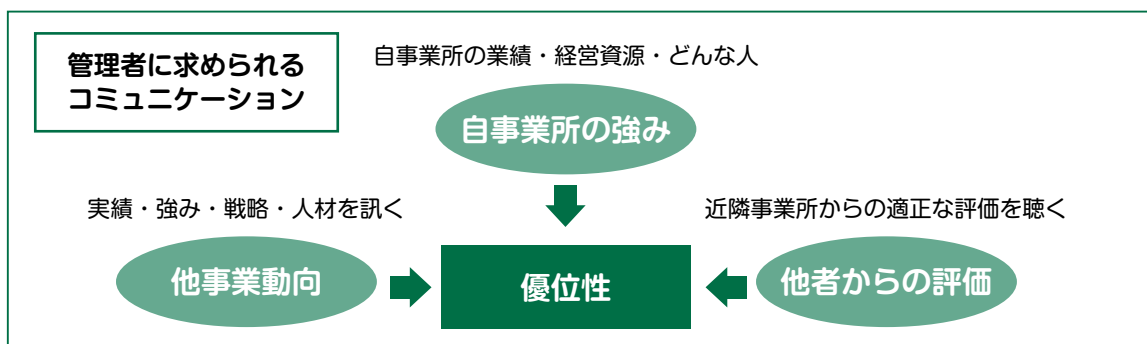 管理者に求められる
コミュニケーション
自事業所の業績・経営資源・どんな人
自事業所の強み
実績・強み・戦略・人材を訊く
近隣事業所からの適正な評価を聴く
他事業動向
優位性
他者からの評価